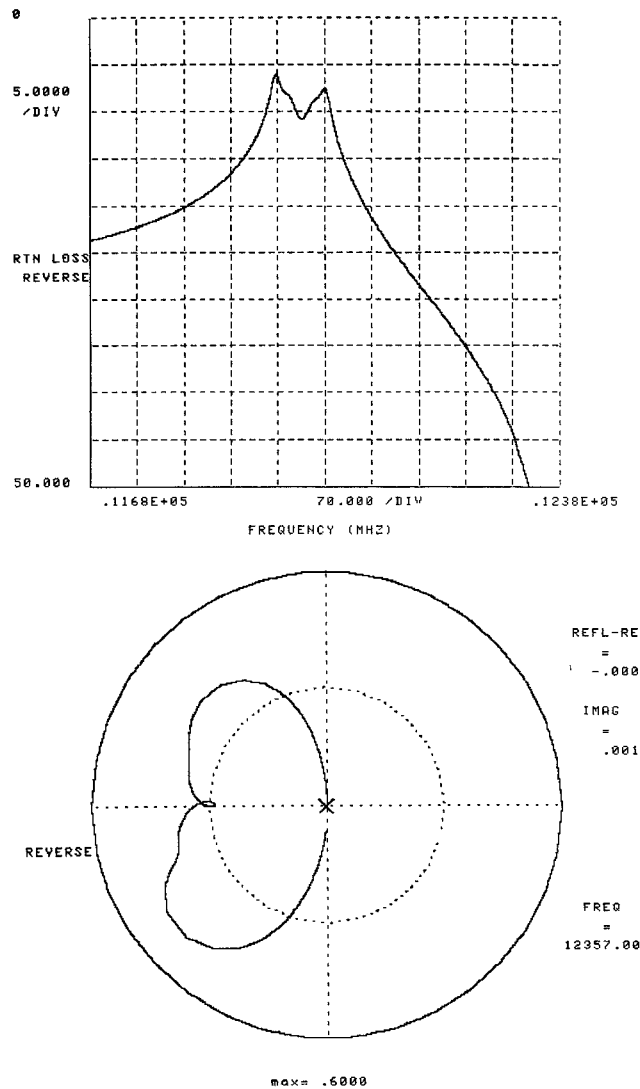 0
5.0000
/DIV
RTN LOSS
REVERSE
50.000
.1168E+05 70.000 /DIV .1238E+05
FREQUENCY (MHZ)
REFL-RE
=
-.000
IMAG
=
.001
REVERSE
FREQ
=
12357.00
max= .6000